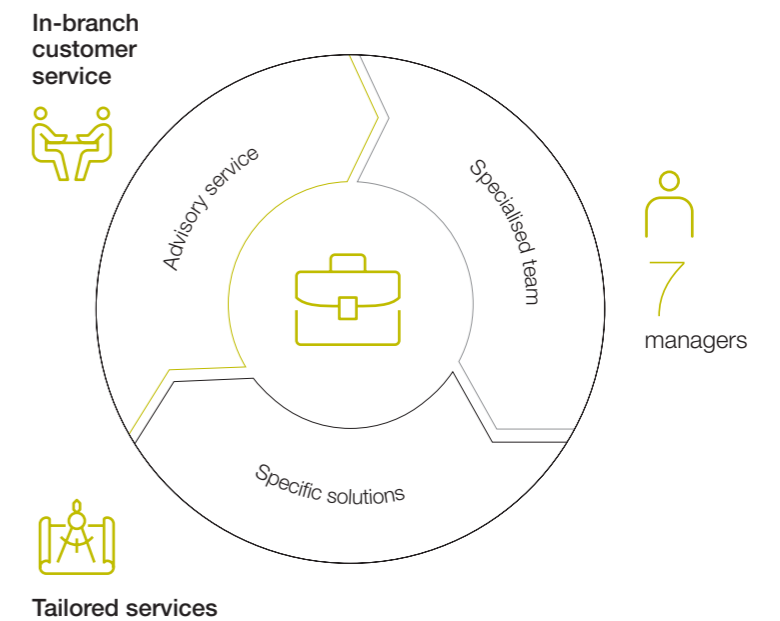 In-branch
customer
service
Advisory service
Specialised team
7
managers
Specific solutions
Tailored services